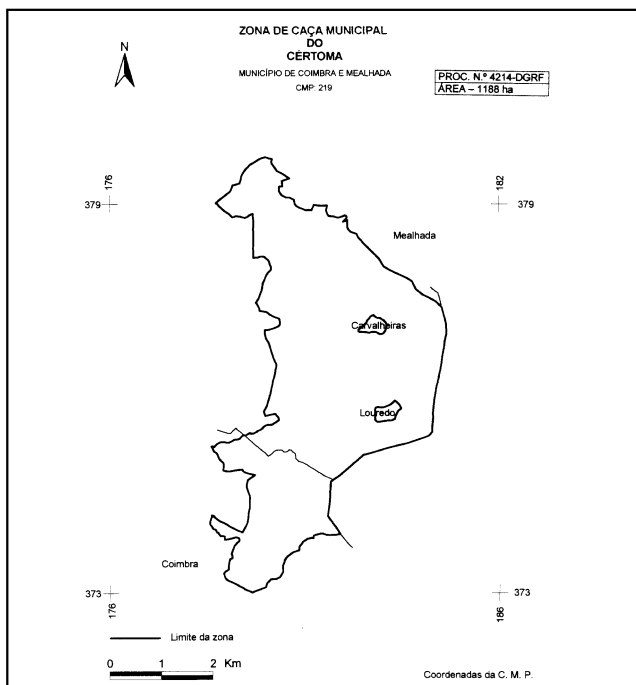 ZONA DE CAÇA MUNICIPAL
DO
CÉRTOMA
MUNICÍPIO DE COIMBRA E MEALHADA
CMP: 219
N
PROC. N.º 4214-DGRF
ÁREA – 1188 ha
176
182
379
379
Mealhada
Carvalheiras
Louredo
Coimbra
373
373
176
186
Limite da zona
0 1 2 Km
Coordenadas da C. M. P.